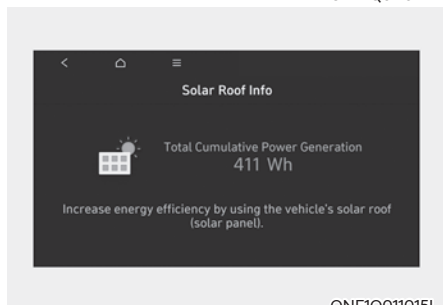 Solar Roof Info
Total Cumulative Power Generation
411 Wh
Increase energy efficiency by using the vehicle's solar roof
(solar panel).